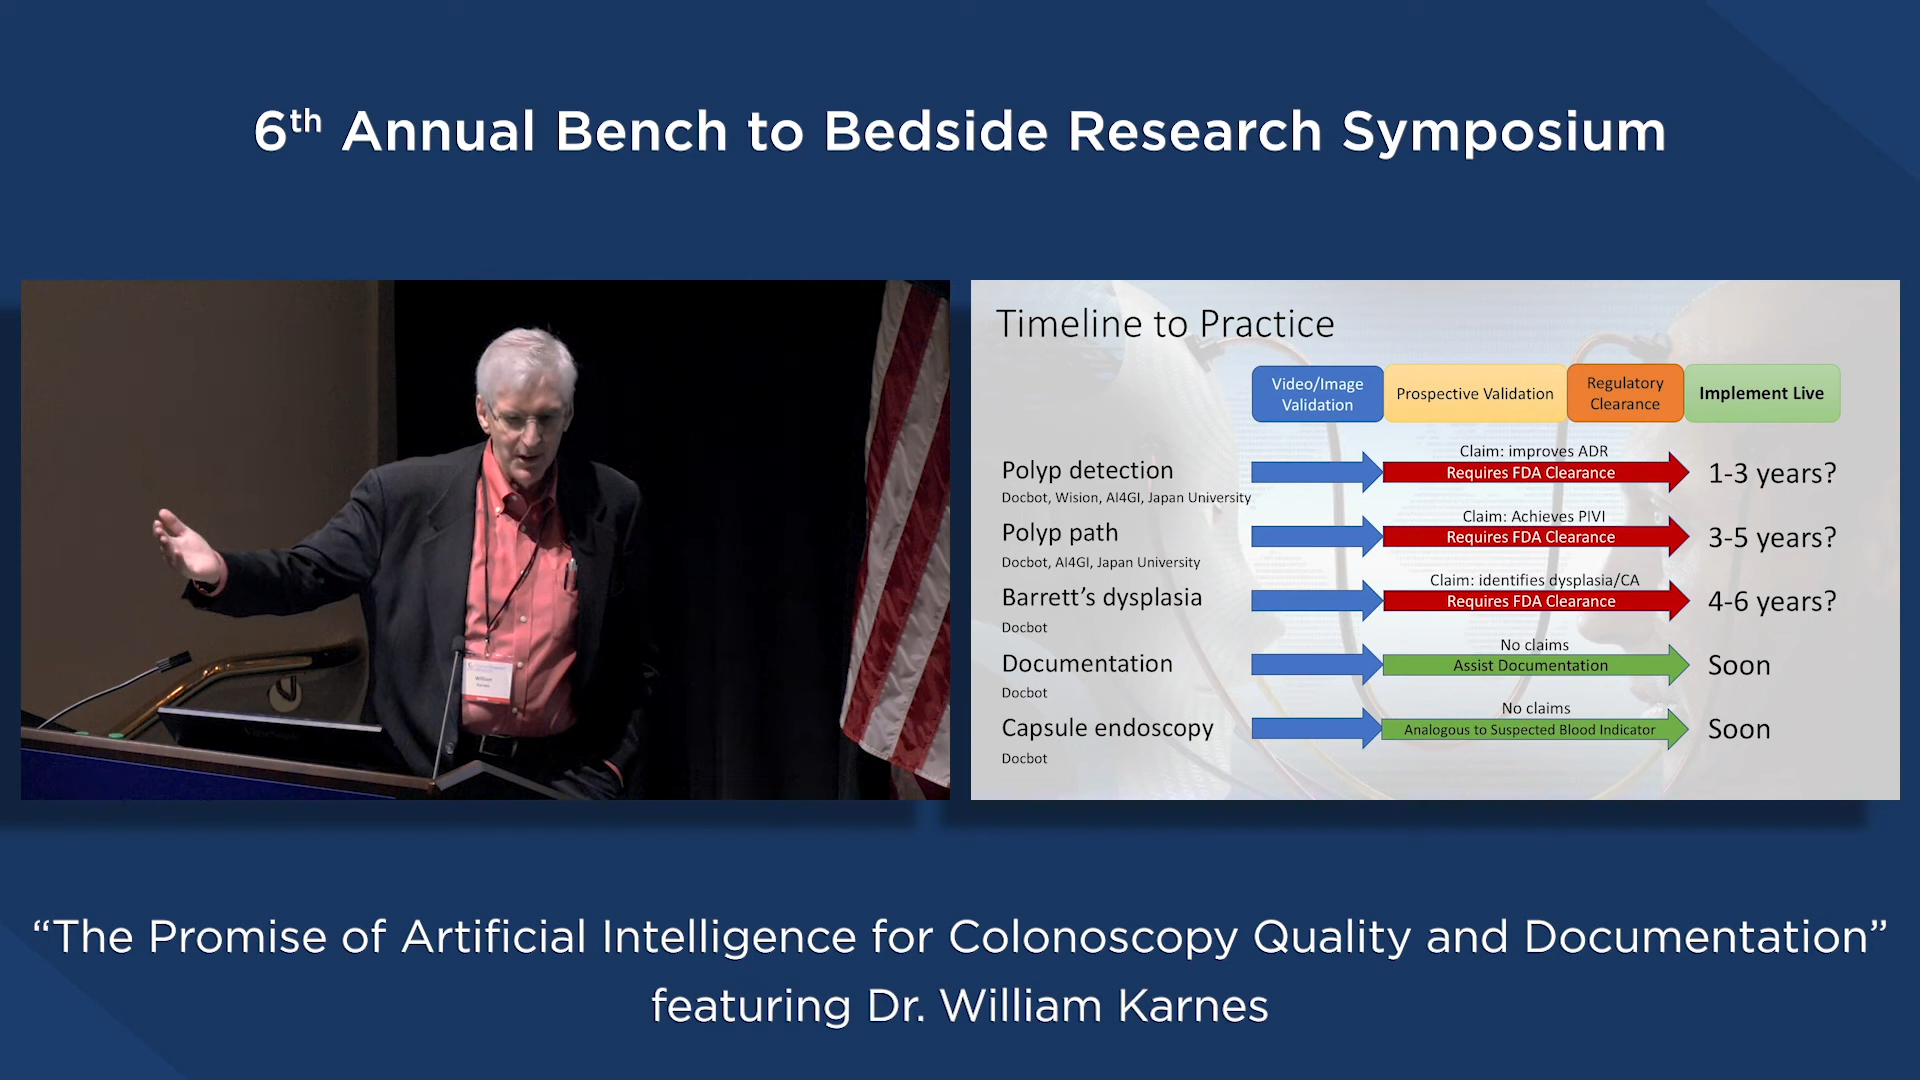 6th Annual Bench to Bedside Research Symposium
William
Karnes
Timeline to Practice
Video/Image
Validation
Prospective Validation
Regulatory
Clearance
Implement Live
Polyp detection
Docbot, Wision, AI4GI, Japan University
Claim: improves ADR
Requires FDA Clearance
1-3 years?
Polyp path
Docbot, AI4GI, Japan University
Claim: Achieves PIVI
Requires FDA Clearance
3-5 years?
Barrett’s dysplasia
Docbot
Claim: identifies dysplasia/CA
Requires FDA Clearance
4-6 years?
Documentation
Docbot
No claims
Assist Documentation
Soon
Capsule endoscopy
Docbot
No claims
Analogous to Suspected Blood Indicator
Soon
“The Promise of Artificial Intelligence for Colonoscopy Quality and Documentation”
featuring Dr. William Karnes